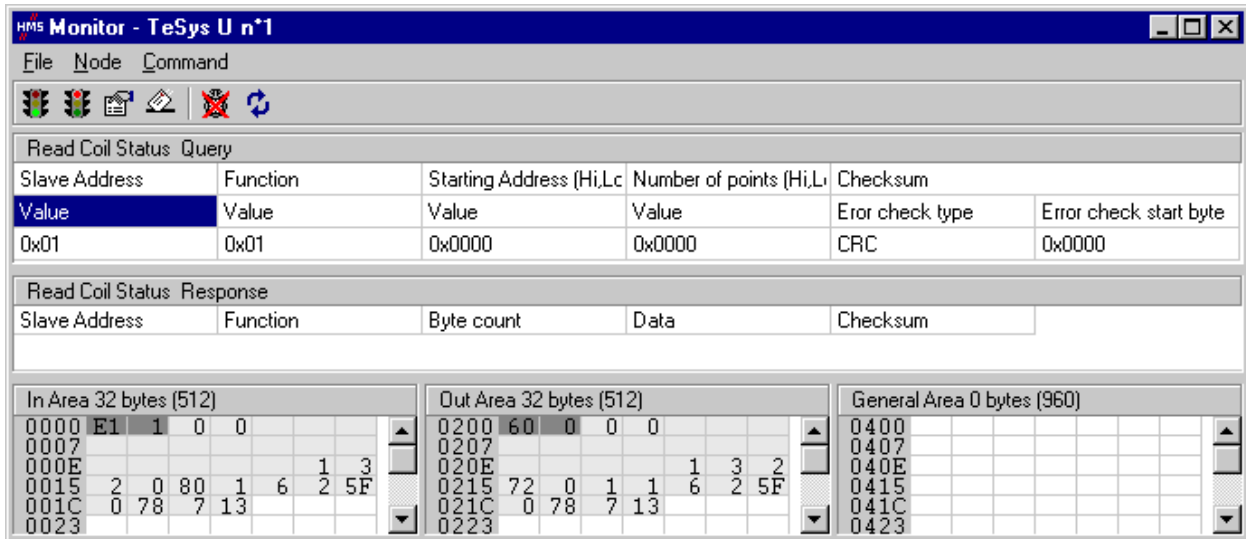 HMS Monitor - TeSys U n°1
File Node Command
Read Coil Status Query
Slave Address Function Starting Address (Hi,Lc Number of points (Hi,L Checksum
Value Value Value Value Eror check type Error check start byte
0x01 0x01 0x0000 0x0000 CRC 0x0000
Read Coil Status Response
Slave Address Function Byte count Data Checksum
In Area 32 bytes (512) Out Area 32 bytes (512) General Area 0 bytes (960)
0000 E1 1 0 0 0200 60 0 0 0 0400
0007 0207 0407
000E 1 3 020E 1 3 2 040E
0015 2 0 80 1 6 2 5F 0215 72 0 1 1 6 2 5F 0415
001C 0 78 7 13 021C 0 78 7 13 041C
0023 0223 0423